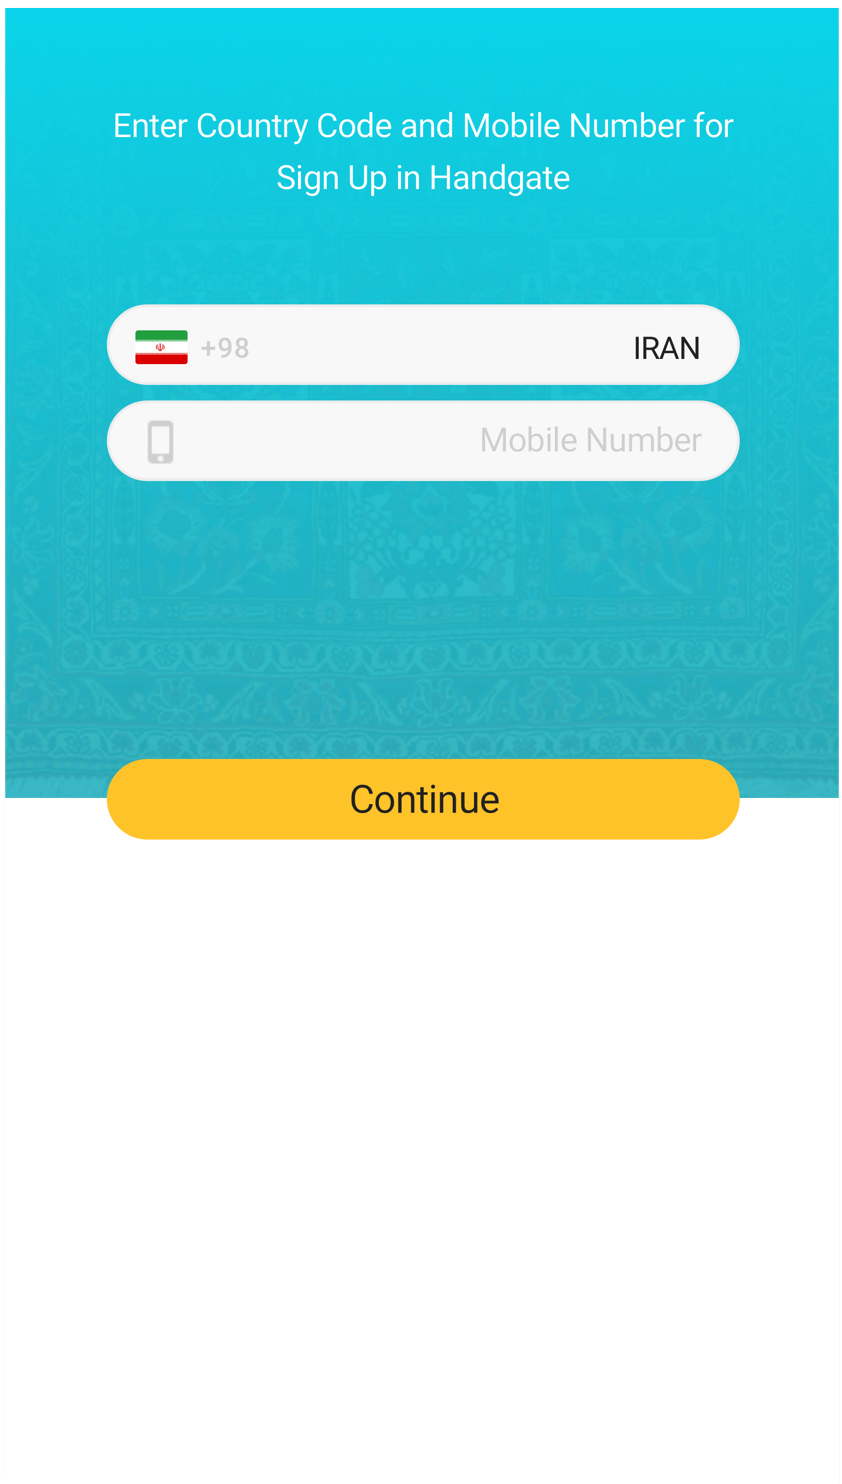 Enter Country Code and Mobile Number for
Sign Up in Handgate
+98 IRAN
Mobile Number
Continue